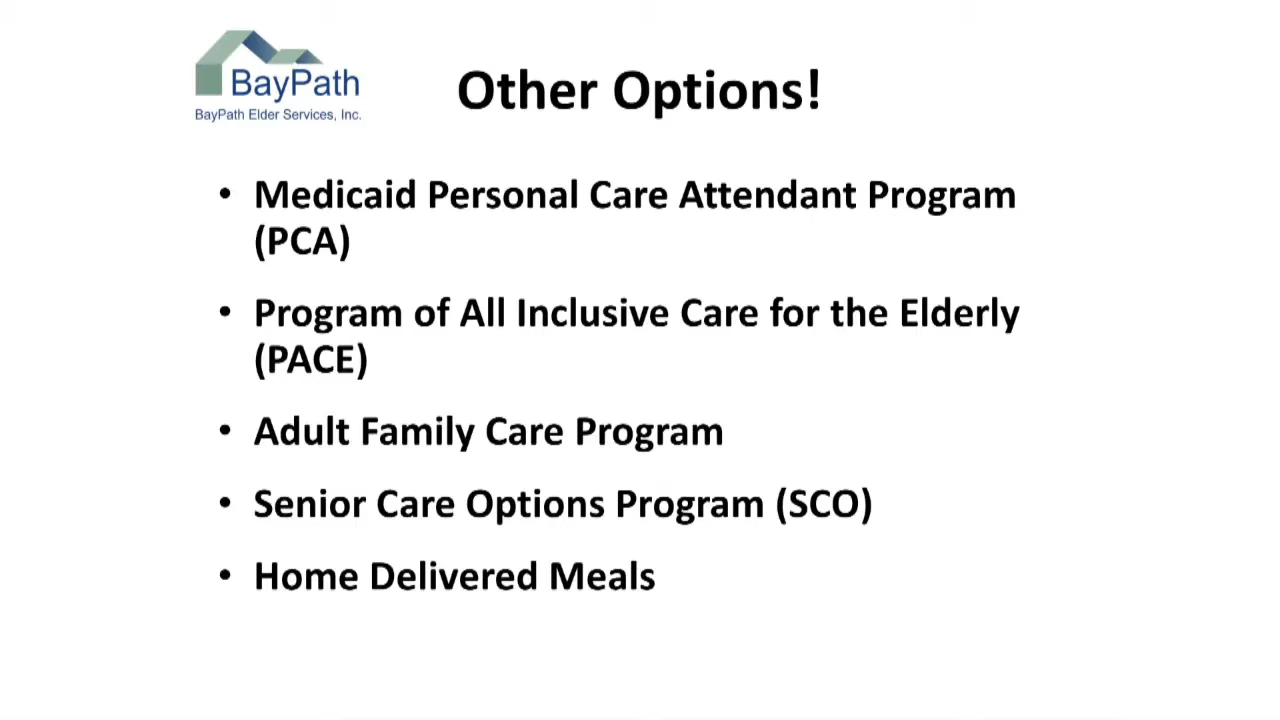 BayPath
BayPath Elder Services, Inc.
Other Options!
• Medicaid Personal Care Attendant Program
(PCA)
• Program of All Inclusive Care for the Elderly
(PACE)
• Adult Family Care Program
• Senior Care Options Program (SCO)
• Home Delivered Meals